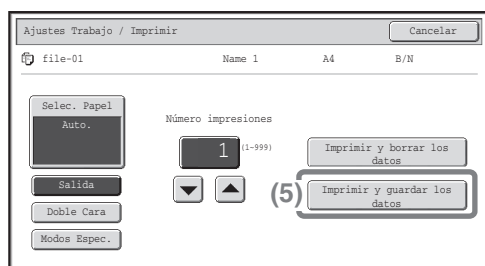 Ajustes Trabajo / Imprimir
Cancelar
file-01 Name 1 A4 B/N
Selec. Papel
Auto.
Número impresiones
1 (1-999)
Imprimir y borrar los
datos
Salida
(5) Imprimir y guardar los
datos
Doble Cara
Modos Espec.